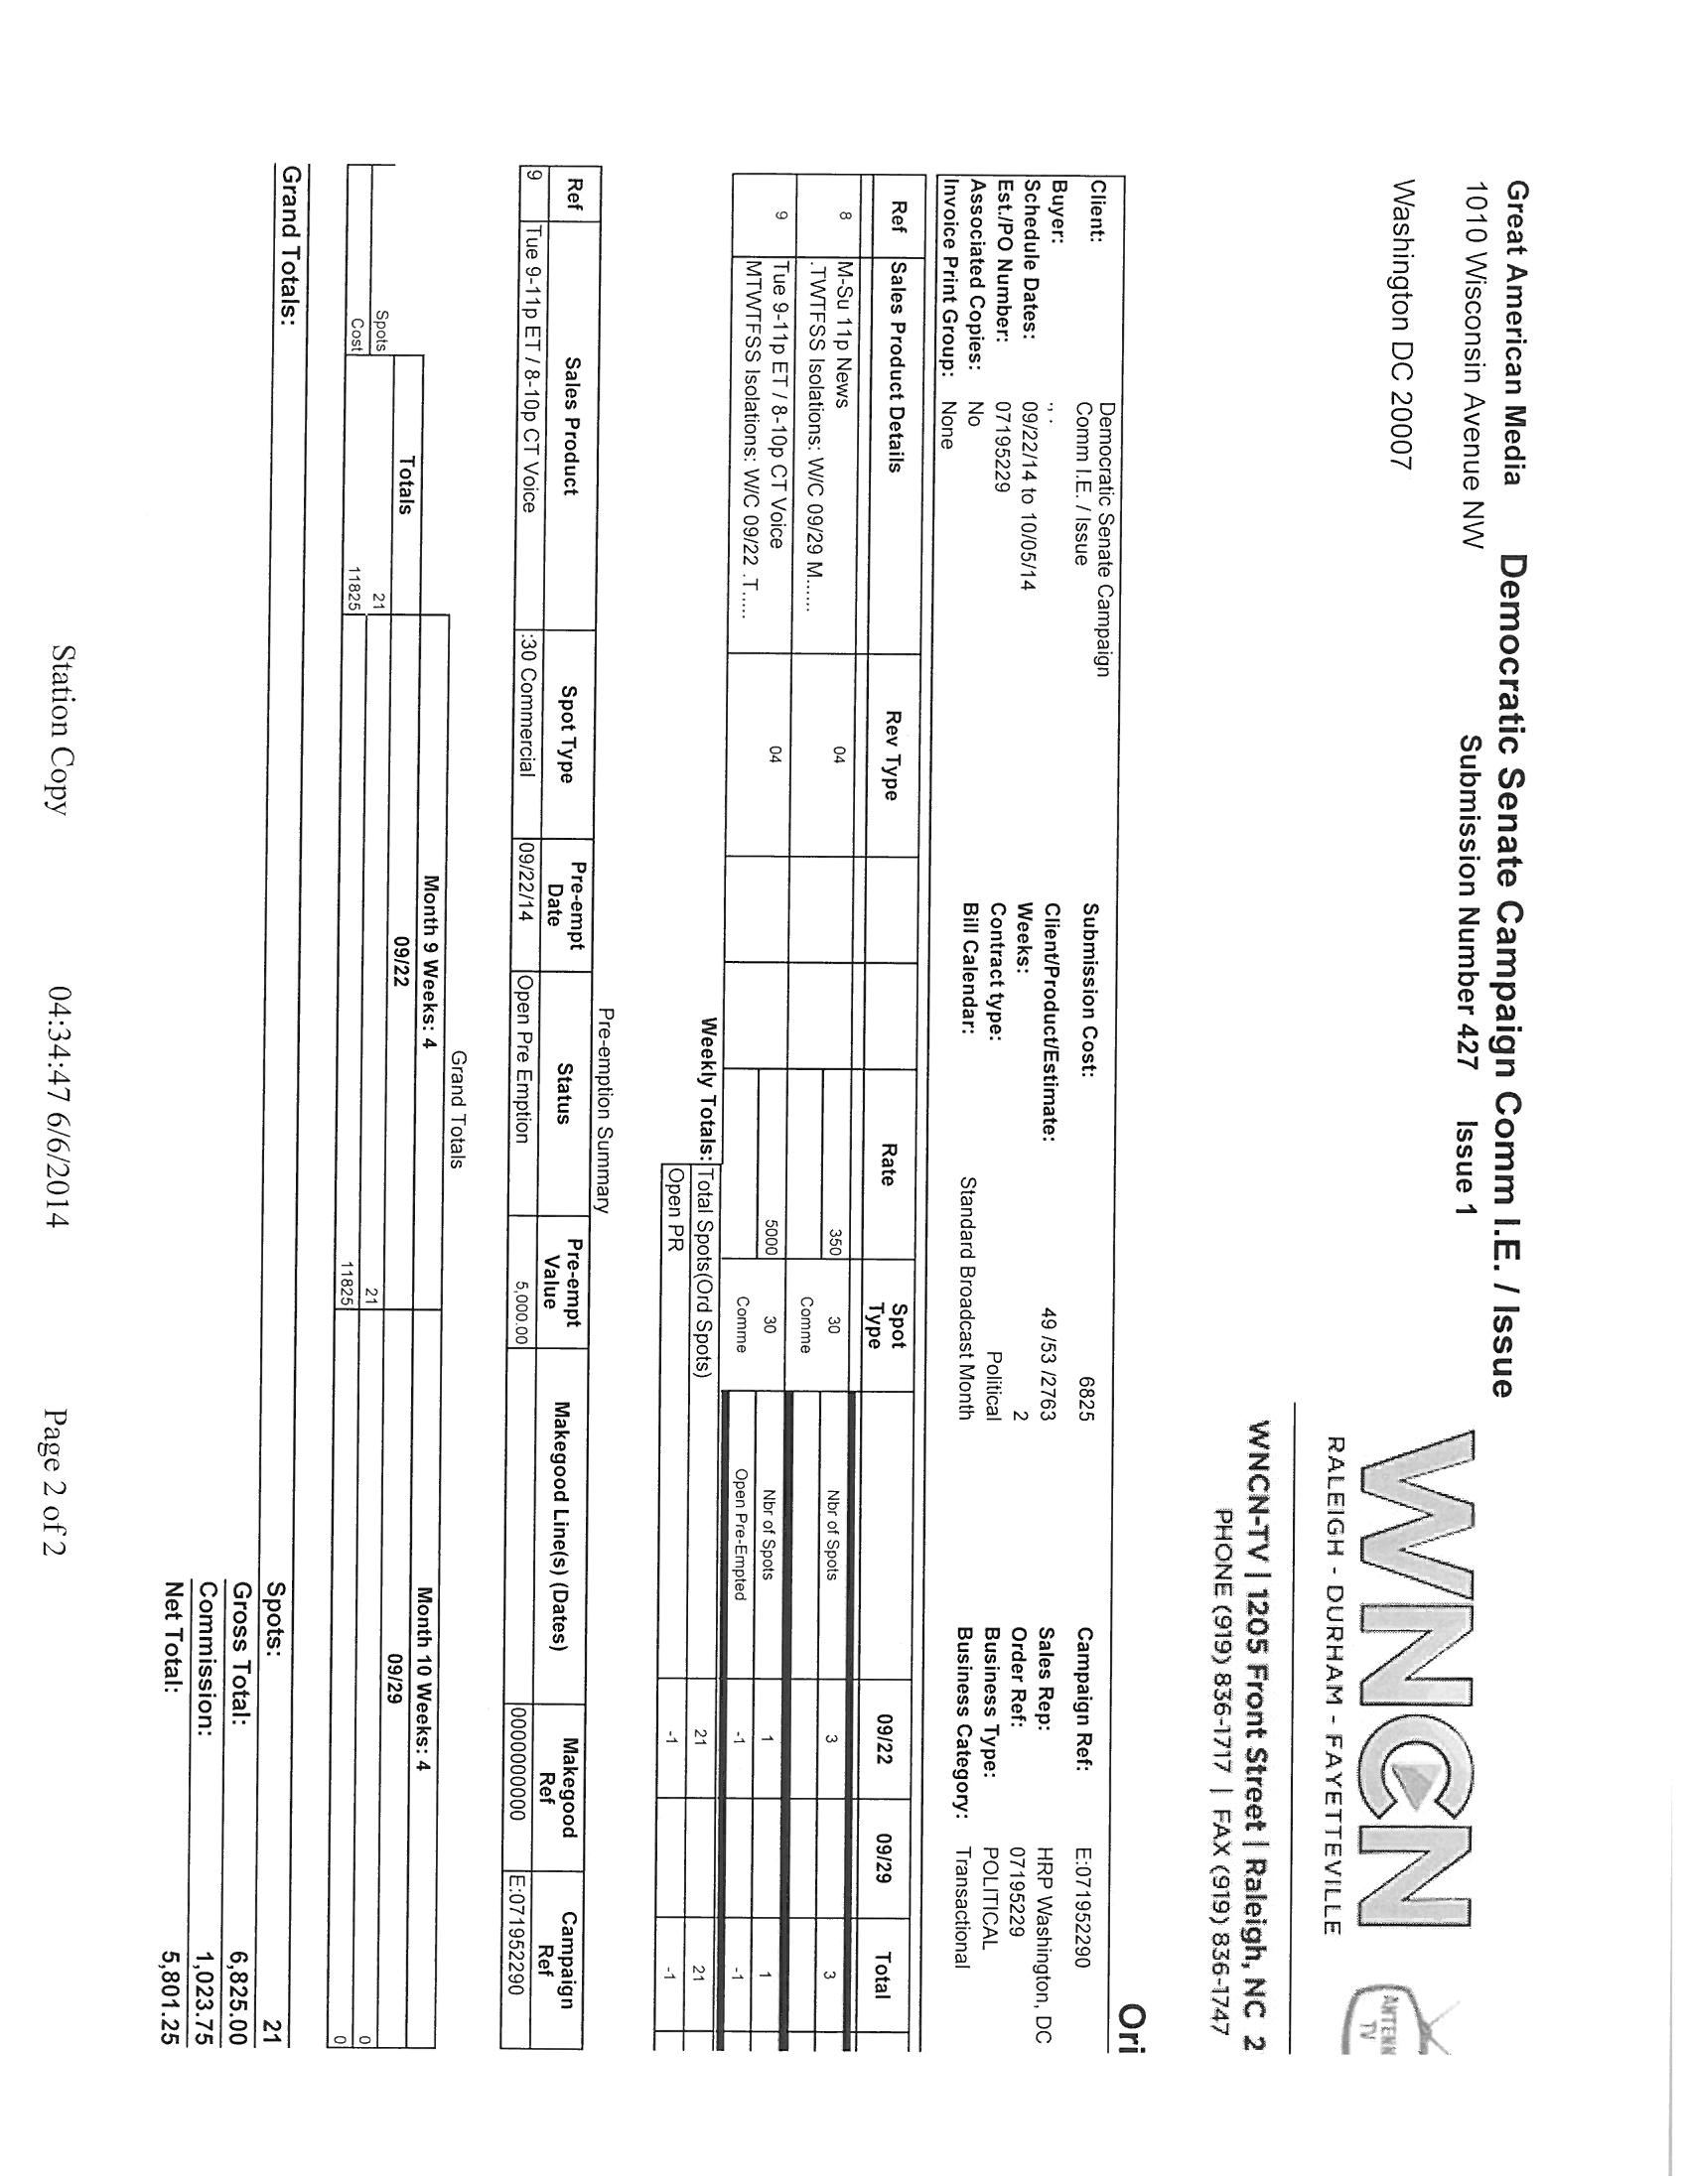 Great American Media
1010 Wisconsin Avenue NW
Washington DC 20007
Democratic Senate Campaign Comm I.E. / Issue
Submission Number 427 Issue 1
WNCN
RALEIGH - DURHAM - FAYETTEVILLE
ANTENN
TV
WNCN-TV | 1205 Front Street | Raleigh, NC 2
PHONE (919) 836-1717 | FAX (919) 836-1747
Ori
Client: Democratic Senate Campaign Comm I.E. / Issue Submission Cost: 6825 Campaign Ref: E:071952290
Buyer: ., . Client/Product/Estimate: 49 /53 /2763 Sales Rep: HRP Washington, DC
Schedule Dates: 09/22/14 to 10/05/14 Weeks: 2 Order Ref: 07195229
Est./PO Number: 07195229 Contract type: Political Business Type: POLITICAL
Associated Copies: No Bill Calendar: Standard Broadcast Month Business Category: Transactional
Invoice Print Group: None
Ref Sales Product Details Rev Type Rate Spot Type 09/22 09/29 Total
8 M-Su 11p News 04 350 30 Nbr of Spots 3 3
.TWTFSS Isolations: W/C 09/29 M...... Comme
9 Tue 9-11p ET / 8-10p CT Voice 04 5000 30 Nbr of Spots 1 1
MTWTFSS Isolations: W/C 09/22 .T..... Comme Open Pre-Empted -1 -1
Weekly Totals: Total Spots(Ord Spots) 21 21
Open PR -1 -1
Pre-emption Summary
Ref Sales Product Spot Type Pre-empt Date Status Pre-empt Value Makegood Line(s) (Dates) Makegood Ref Campaign Ref
9 Tue 9-11p ET / 8-10p CT Voice :30 Commercial 09/22/14 Open Pre Emption 5,000.00 0000000000 E:071952290
Grand Totals
Month 9 Weeks: 4 Month 10 Weeks: 4
Totals 09/22 09/29
Spots 21 21 0
Cost 11825 11825 0
Grand Totals:
Spots: 21
Gross Total: 6,825.00
Commission: 1,023.75
Net Total: 5,801.25
Station Copy 04:34:47 6/6/2014 Page 2 of 2